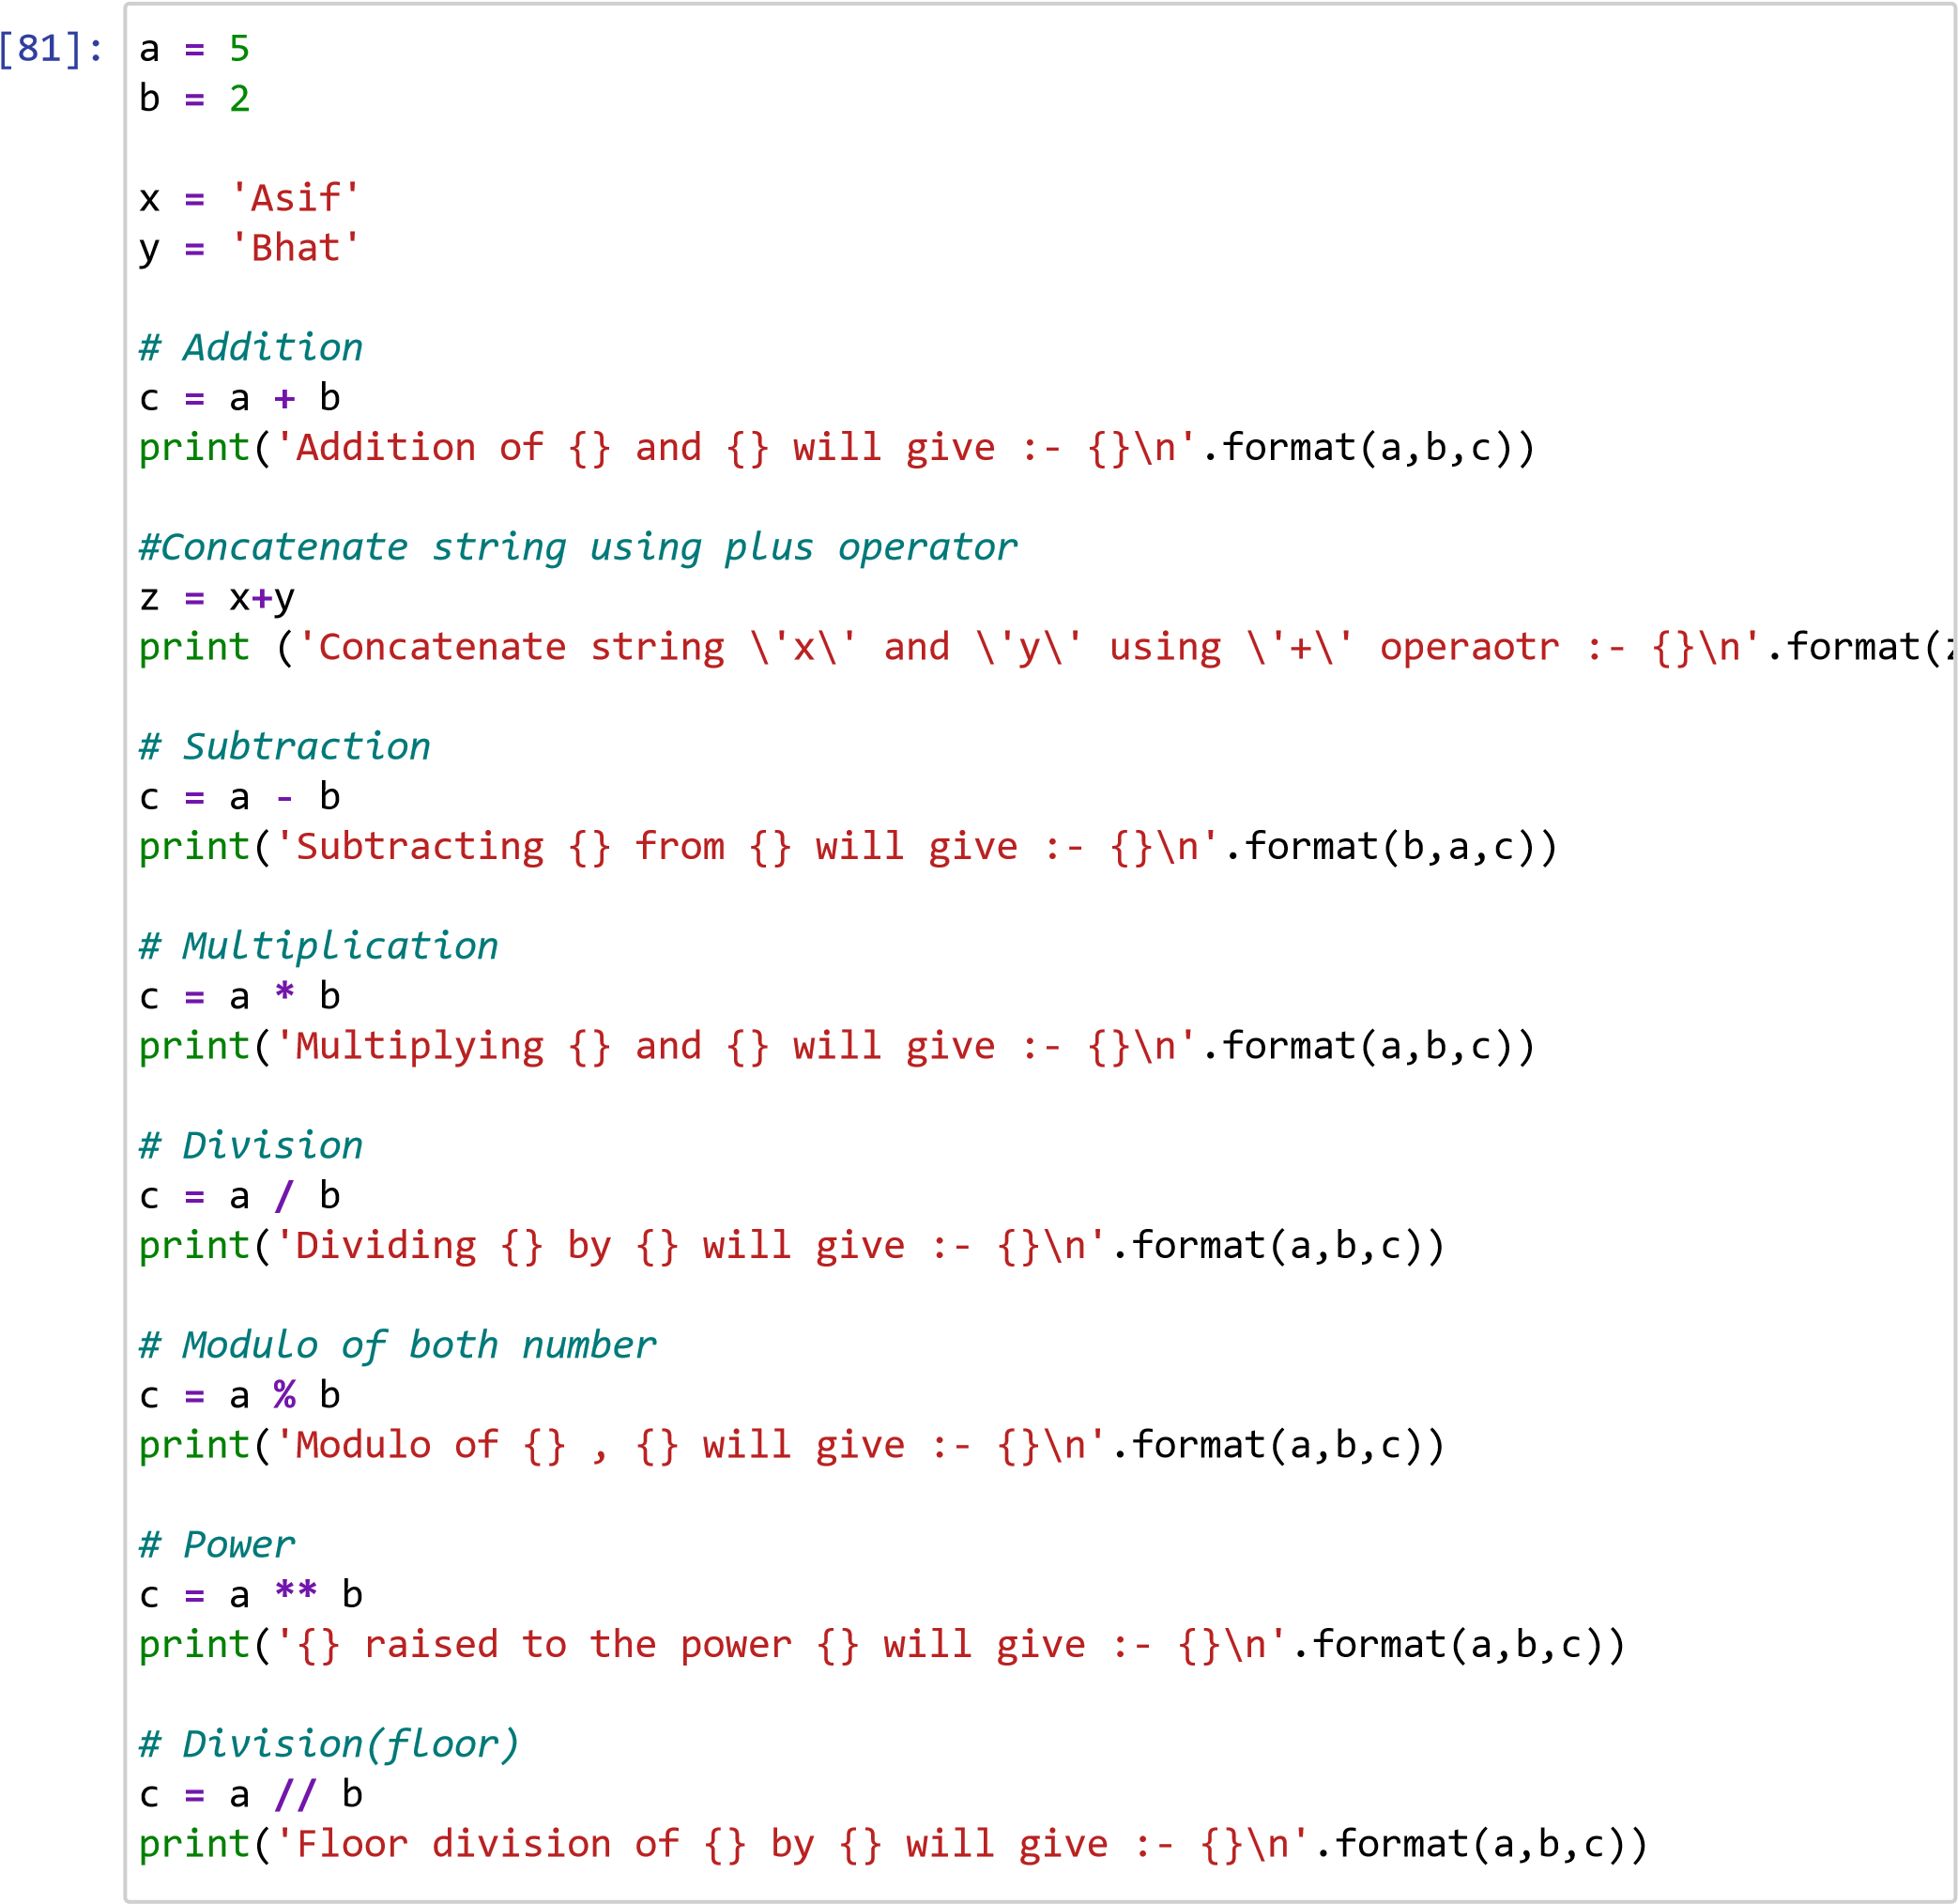 [81]:
a = 5
b = 2
x = 'Asif'
y = 'Bhat'
# Addition
c = a + b
print('Addition of {} and {} will give :- {}\n'.format(a,b,c))
#Concatenate string using plus operator
z = x+y
print ('Concatenate string \'x\' and \'y\' using \'+\' operaotr :- {}\n'.format(z
# Subtraction
c = a - b
print('Subtracting {} from {} will give :- {}\n'.format(b,a,c))
# Multiplication
c = a * b
print('Multiplying {} and {} will give :- {}\n'.format(a,b,c))
# Division
c = a / b
print('Dividing {} by {} will give :- {}\n'.format(a,b,c))
# Modulo of both number
c = a % b
print('Modulo of {} , {} will give :- {}\n'.format(a,b,c))
# Power
c = a ** b
print('{} raised to the power {} will give :- {}\n'.format(a,b,c))
# Division(floor)
c = a // b
print('Floor division of {} by {} will give :- {}\n'.format(a,b,c))